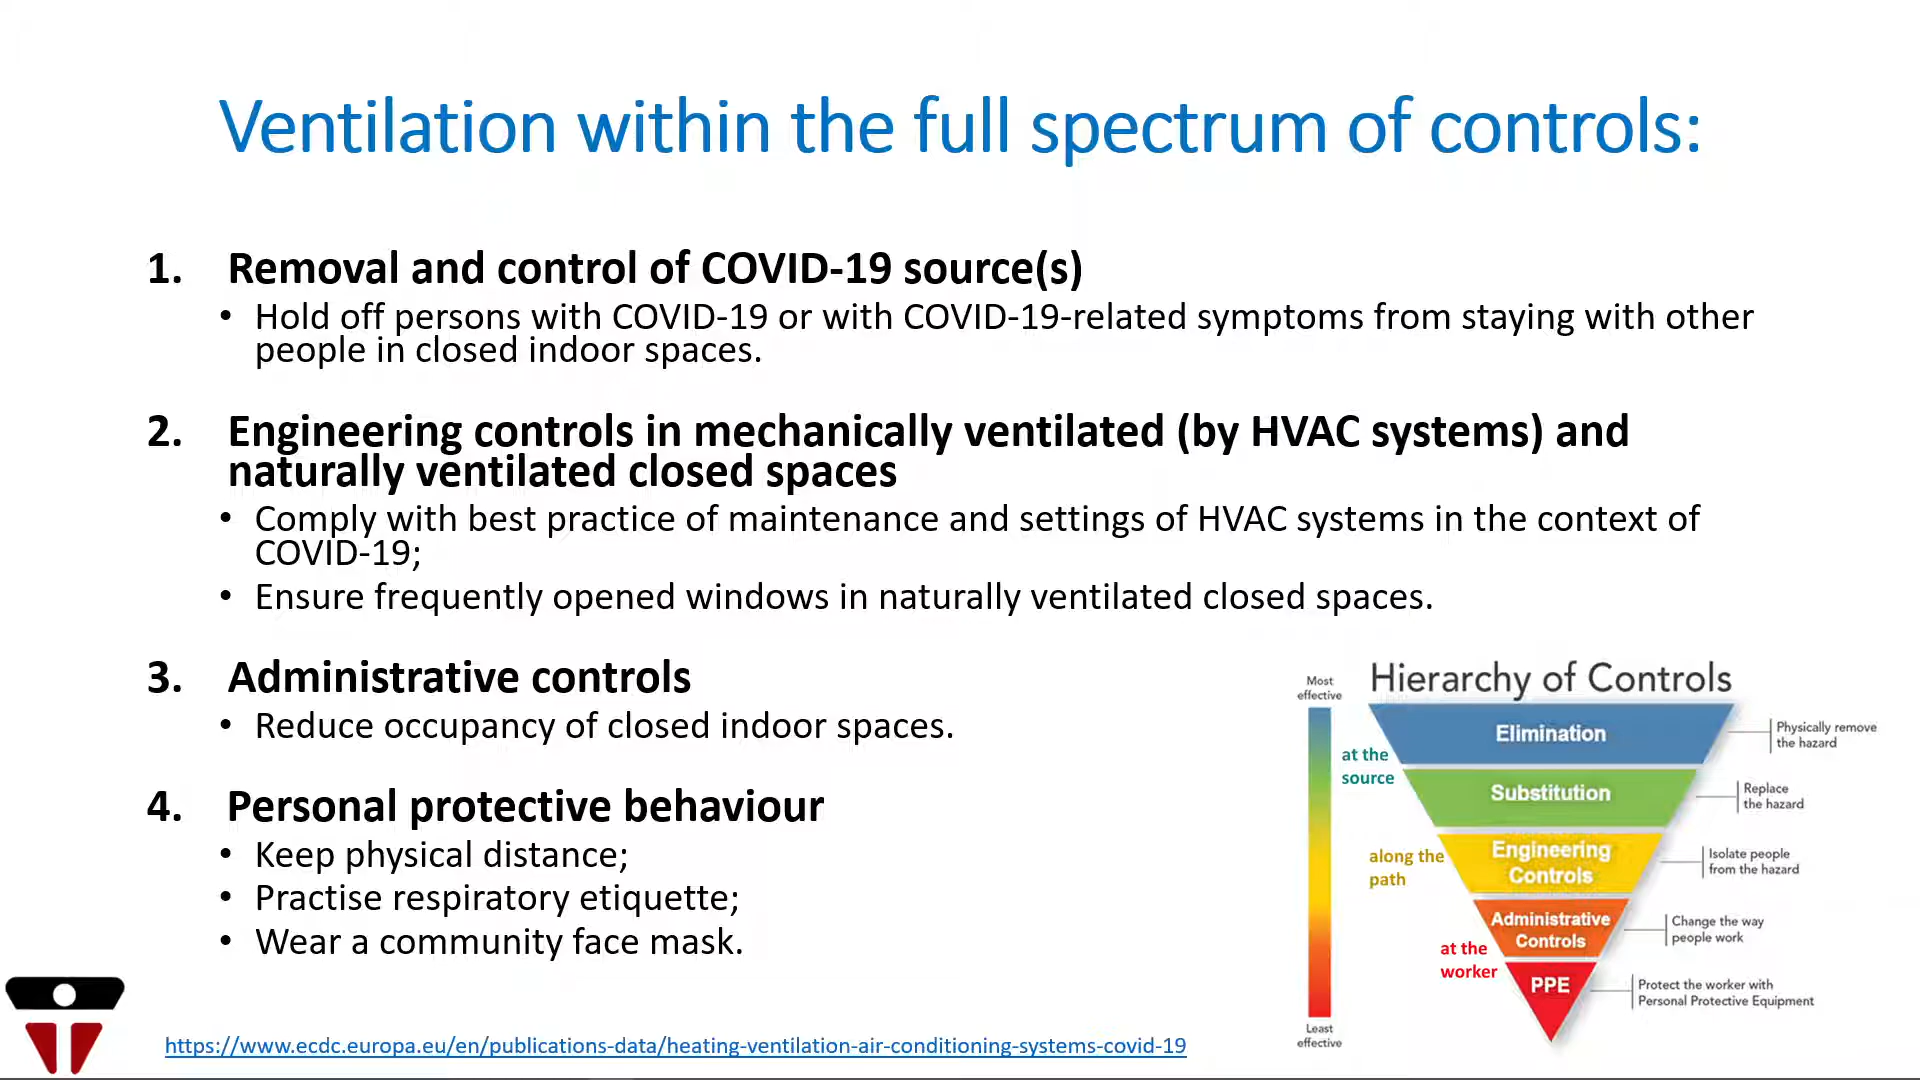 Ventilation within the full spectrum of controls:
1. Removal and control of COVID-19 source(s)
• Hold off persons with COVID-19 or with COVID-19-related symptoms from staying with other
people in closed indoor spaces.
2. Engineering controls in mechanically ventilated (by HVAC systems) and
naturally ventilated closed spaces
• Comply with best practice of maintenance and settings of HVAC systems in the context of
COVID-19;
• Ensure frequently opened windows in naturally ventilated closed spaces.
3. Administrative controls
• Reduce occupancy of closed indoor spaces.
4. Personal protective behaviour
• Keep physical distance;
• Practise respiratory etiquette;
• Wear a community face mask.
https://www.ecdc.europa.eu/en/publications-data/heating-ventilation-air-conditioning-systems-covid-19
Hierarchy of Controls
Most
effective
Elimination
Physically remove
the hazard
at the
source
Substitution
Replace
the hazard
along the
path
Engineering
Controls
Isolate people
from the hazard
Administrative
Controls
Change the way
people work
at the
worker
PPE
Protect the worker with
Personal Protective Equipment
Least
effective